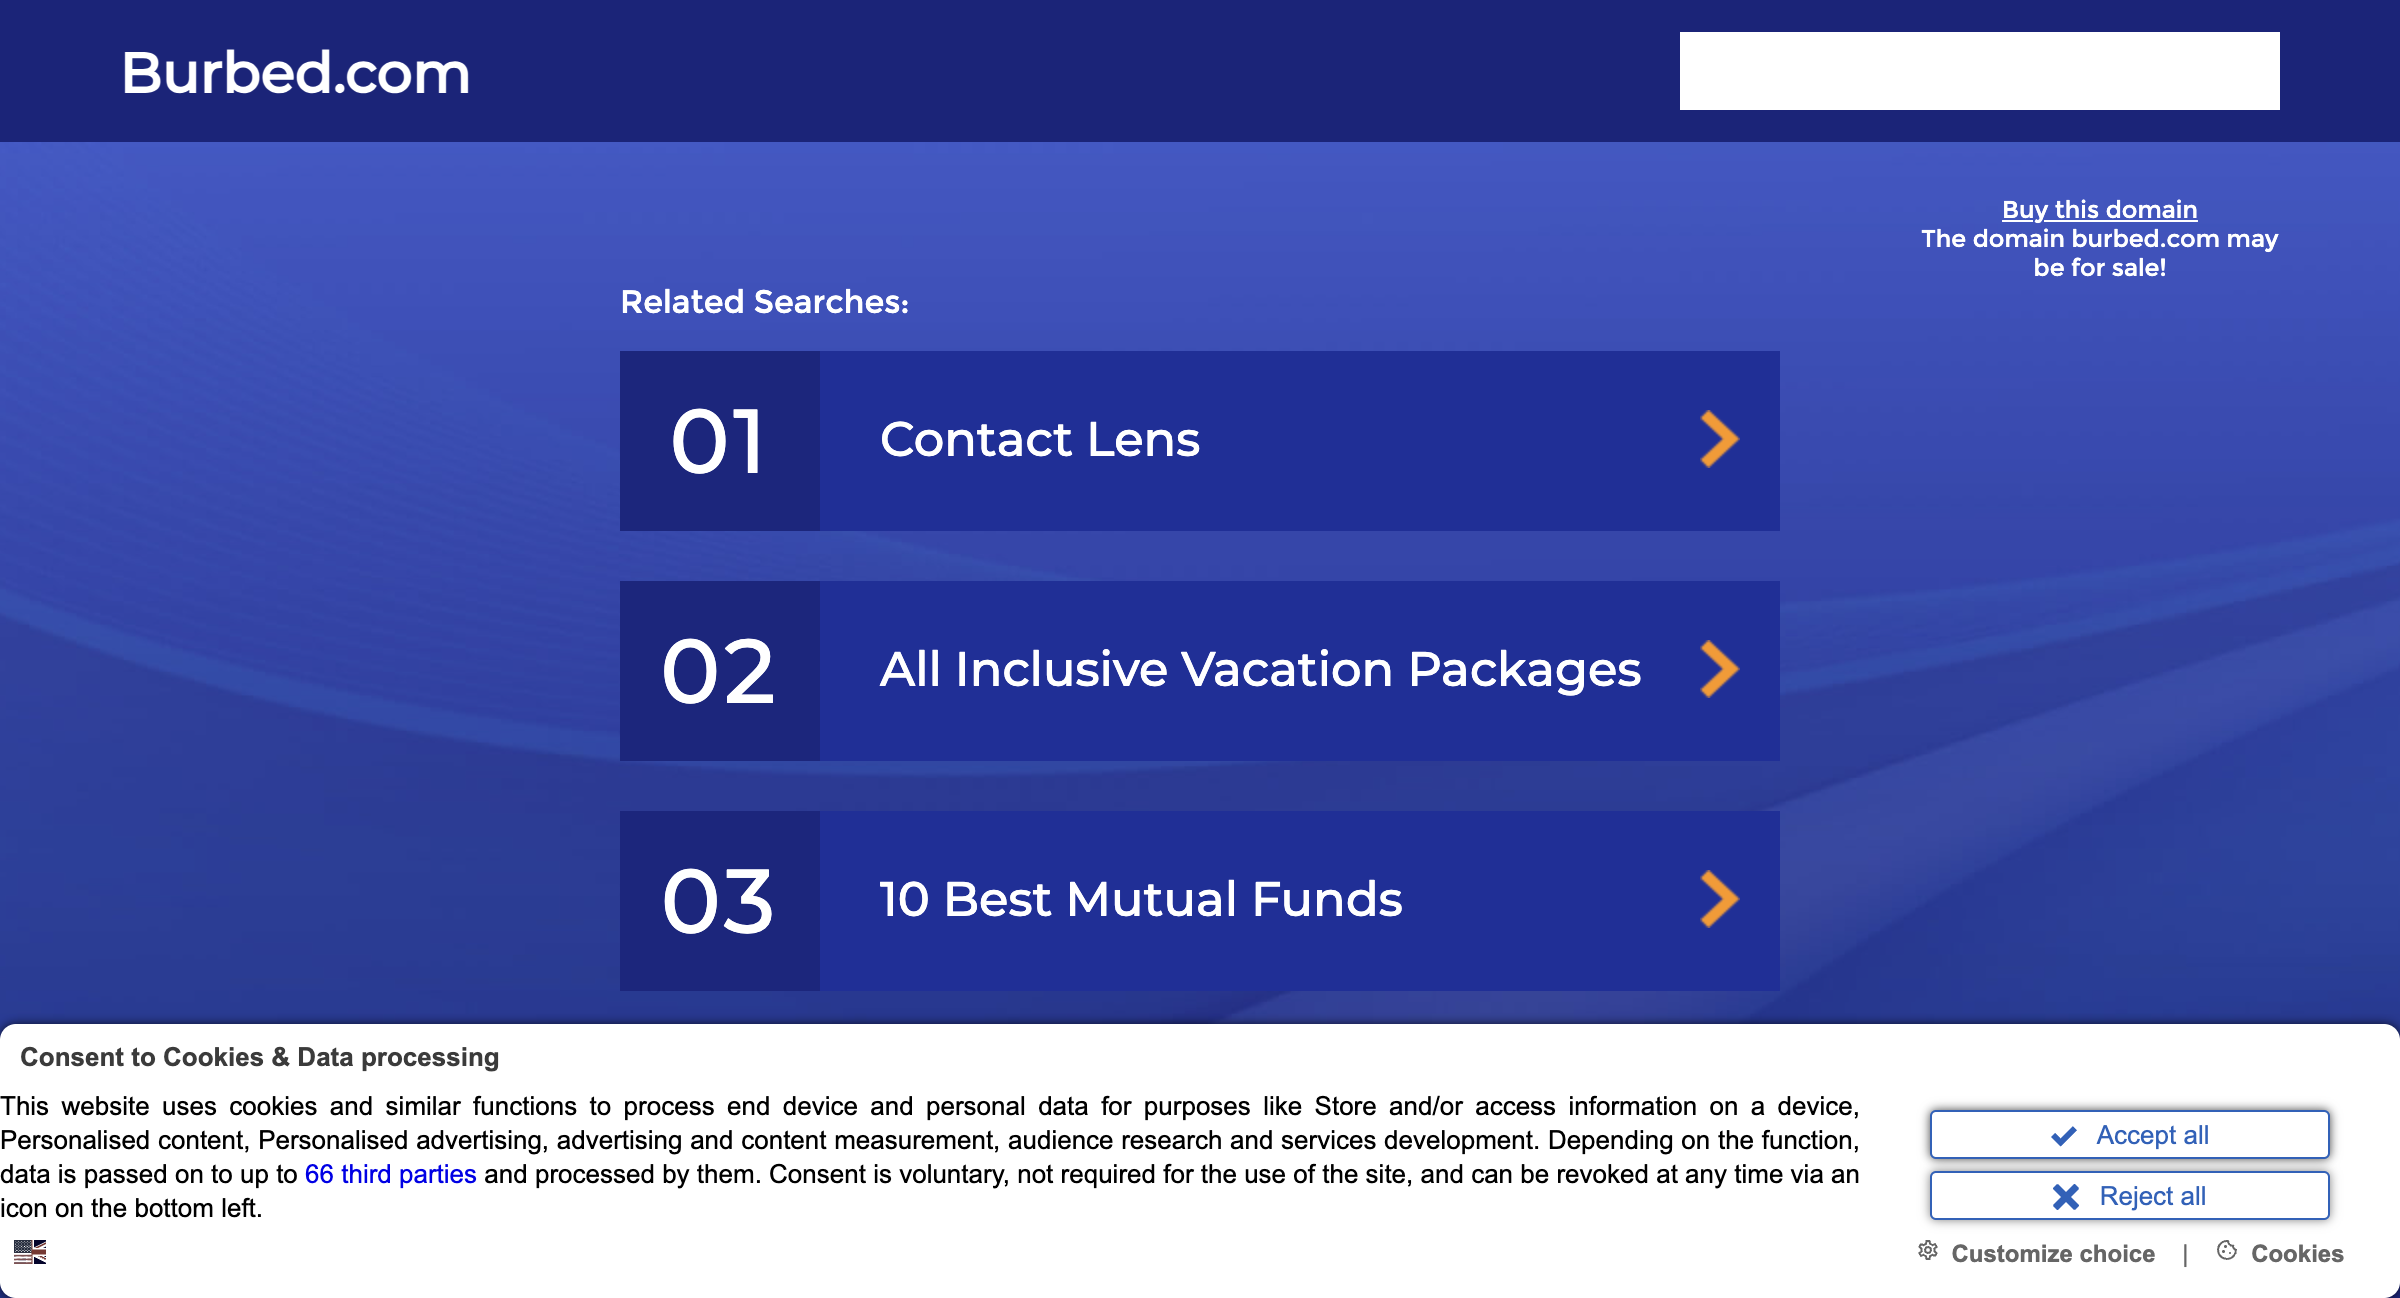 Burbed.com
Buy this domain
The domain burbed.com may
be for sale!
Related Searches:
01
Contact Lens
02
All Inclusive Vacation Packages
03
10 Best Mutual Funds
Consent to Cookies & Data processing
This website uses cookies and similar functions to process end device and personal data for purposes like Store and/or access information on a device,
Personalised content, Personalised advertising, advertising and content measurement, audience research and services development. Depending on the function,
data is passed on to up to 66 third parties and processed by them. Consent is voluntary, not required for the use of the site, and can be revoked at any time via an
icon on the bottom left.
Accept all
Reject all
Customize choice | Cookies